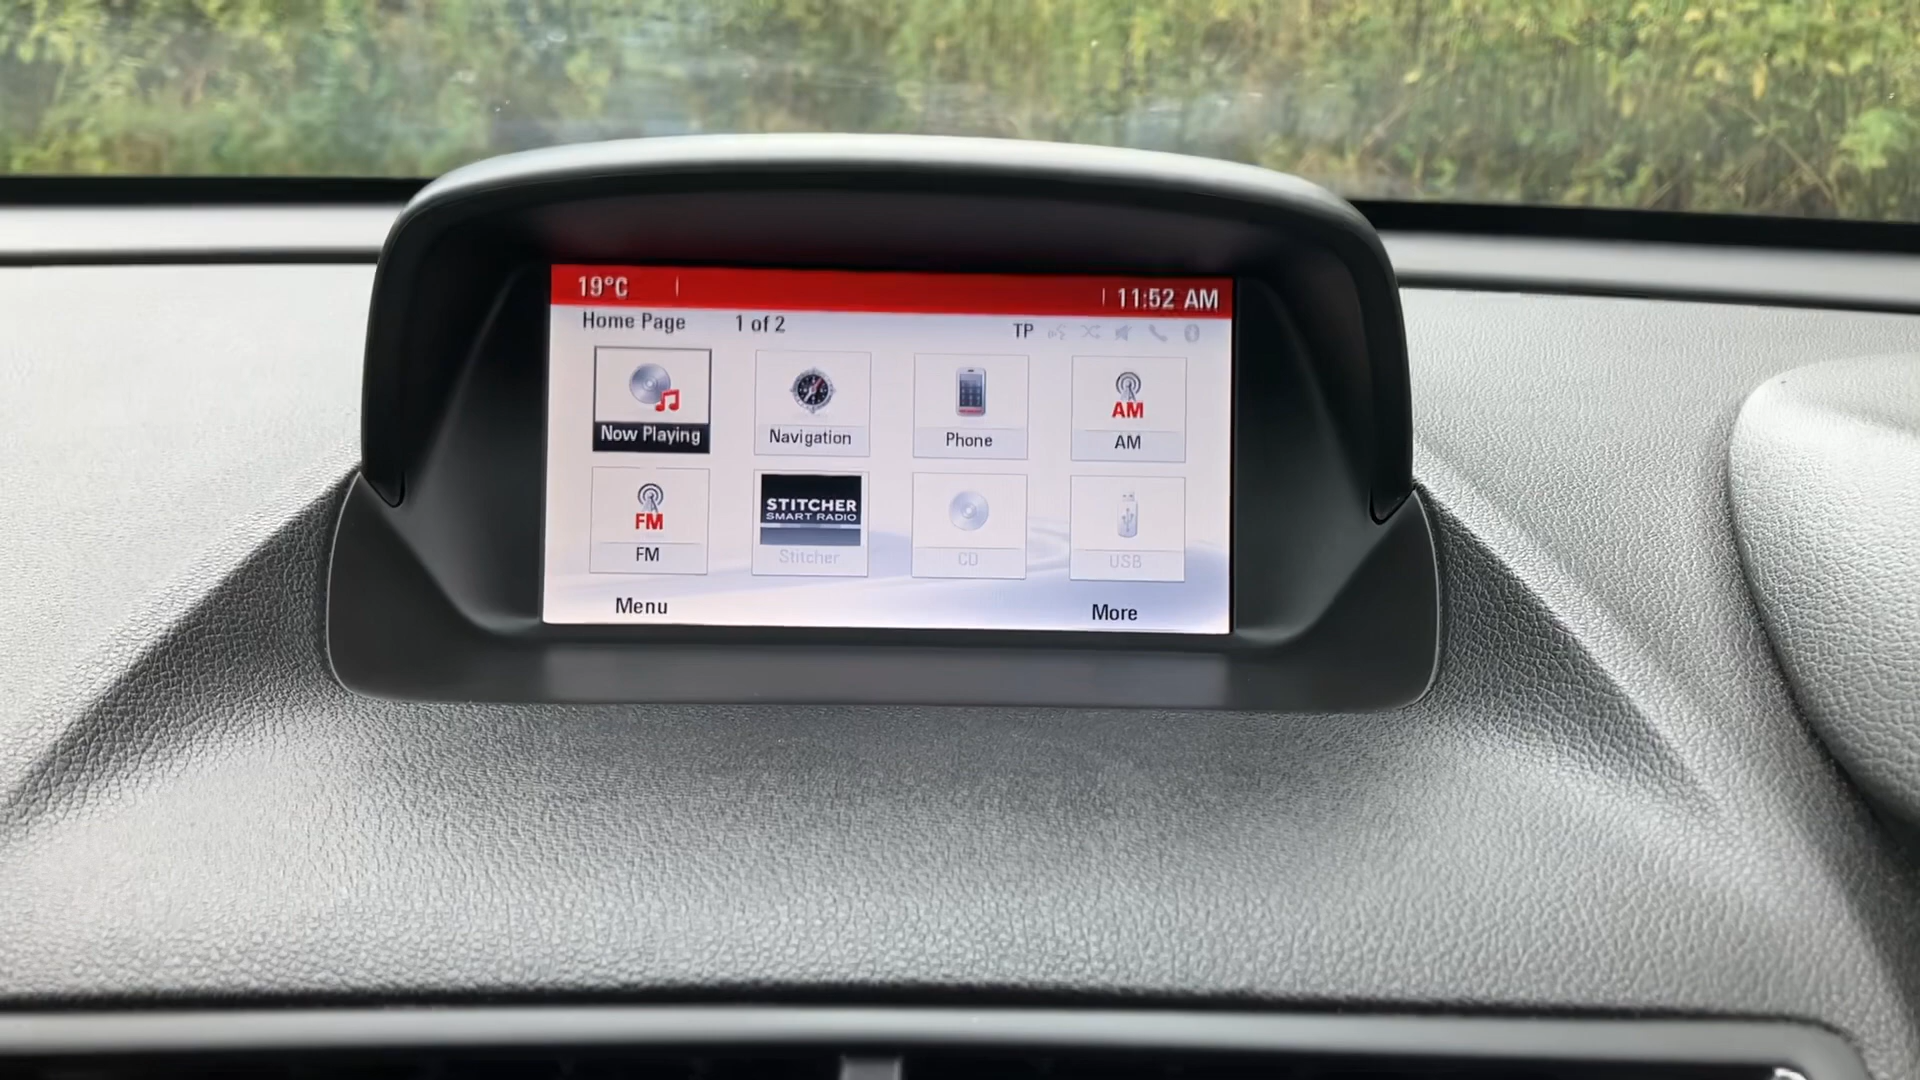 19°C
11:52 AM
Home Page 1 of 2
TP
Now Playing
Navigation
Phone
AM
AM
FM
FM
STITCHER
SMART RADIO
Stitcher
CD
USB
Menu
More